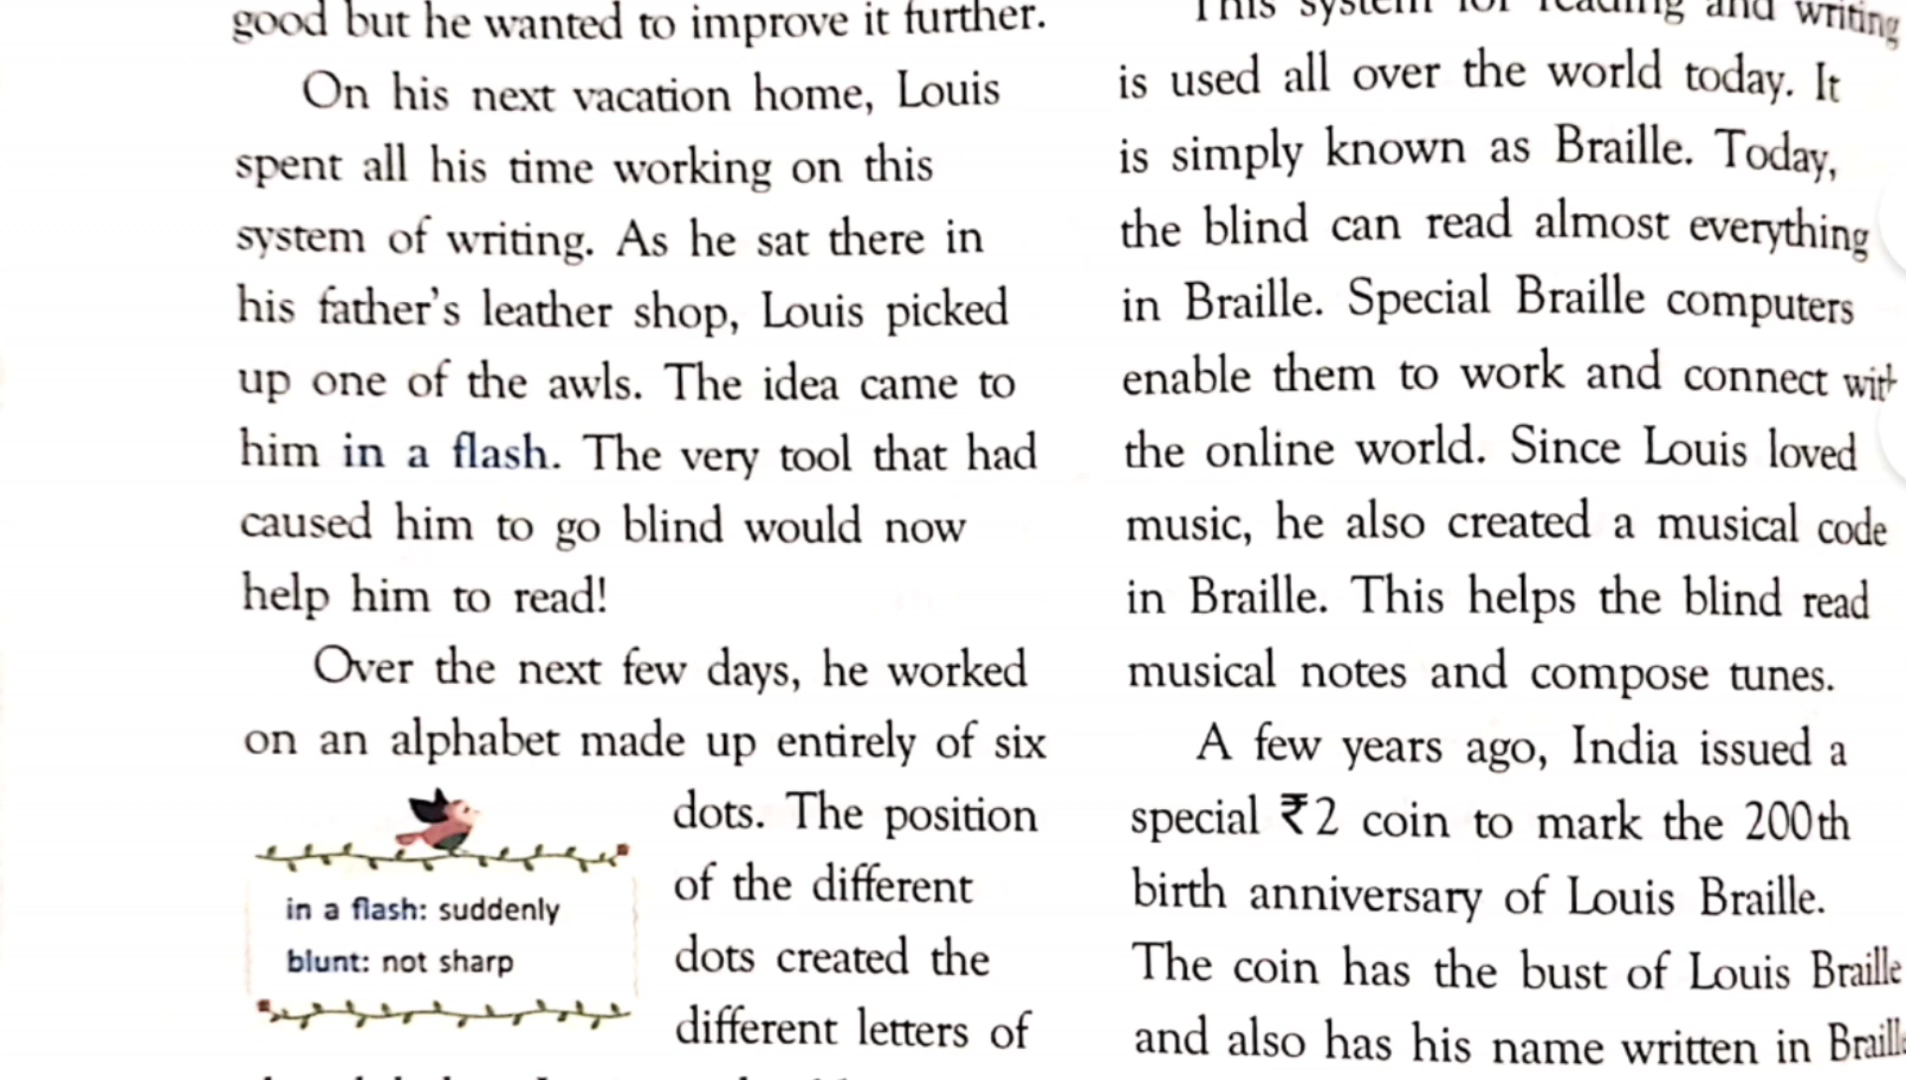 good but he wanted to improve it further.
On his next vacation home, Louis
spent all his time working on this
system of writing. As he sat there in
his father's leather shop, Louis picked
up one of the awls. The idea came to
him in a flash. The very tool that had
caused him to go blind would now
help him to read!
Over the next few days, he worked
on an alphabet made up entirely of six
dots. The position
of the different
dots created the
different letters of
in a flash: suddenly
blunt: not sharp
This system for reading and writing
is used all over the world today. It
is simply known as Braille. Today,
the blind can read almost everything
in Braille. Special Braille computers
enable them to work and connect with
the online world. Since Louis loved
music, he also created a musical code
in Braille. This helps the blind read
musical notes and compose tunes.
A few years ago, India issued a
special ₹2 coin to mark the 200th
birth anniversary of Louis Braille.
The coin has the bust of Louis Braille
and also has his name written in Braille